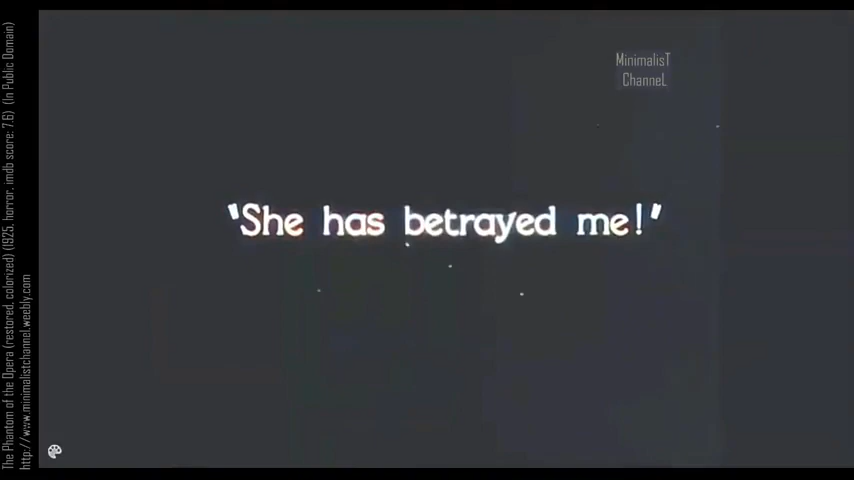 The Phantom of the Opera (restored, colorized) (1925, horror, imdb score: 7.6) (In Public Domain)
http://www.minimalistchannel.weebly.com
MinimalisT
ChanneL
"She has betrayed me!"